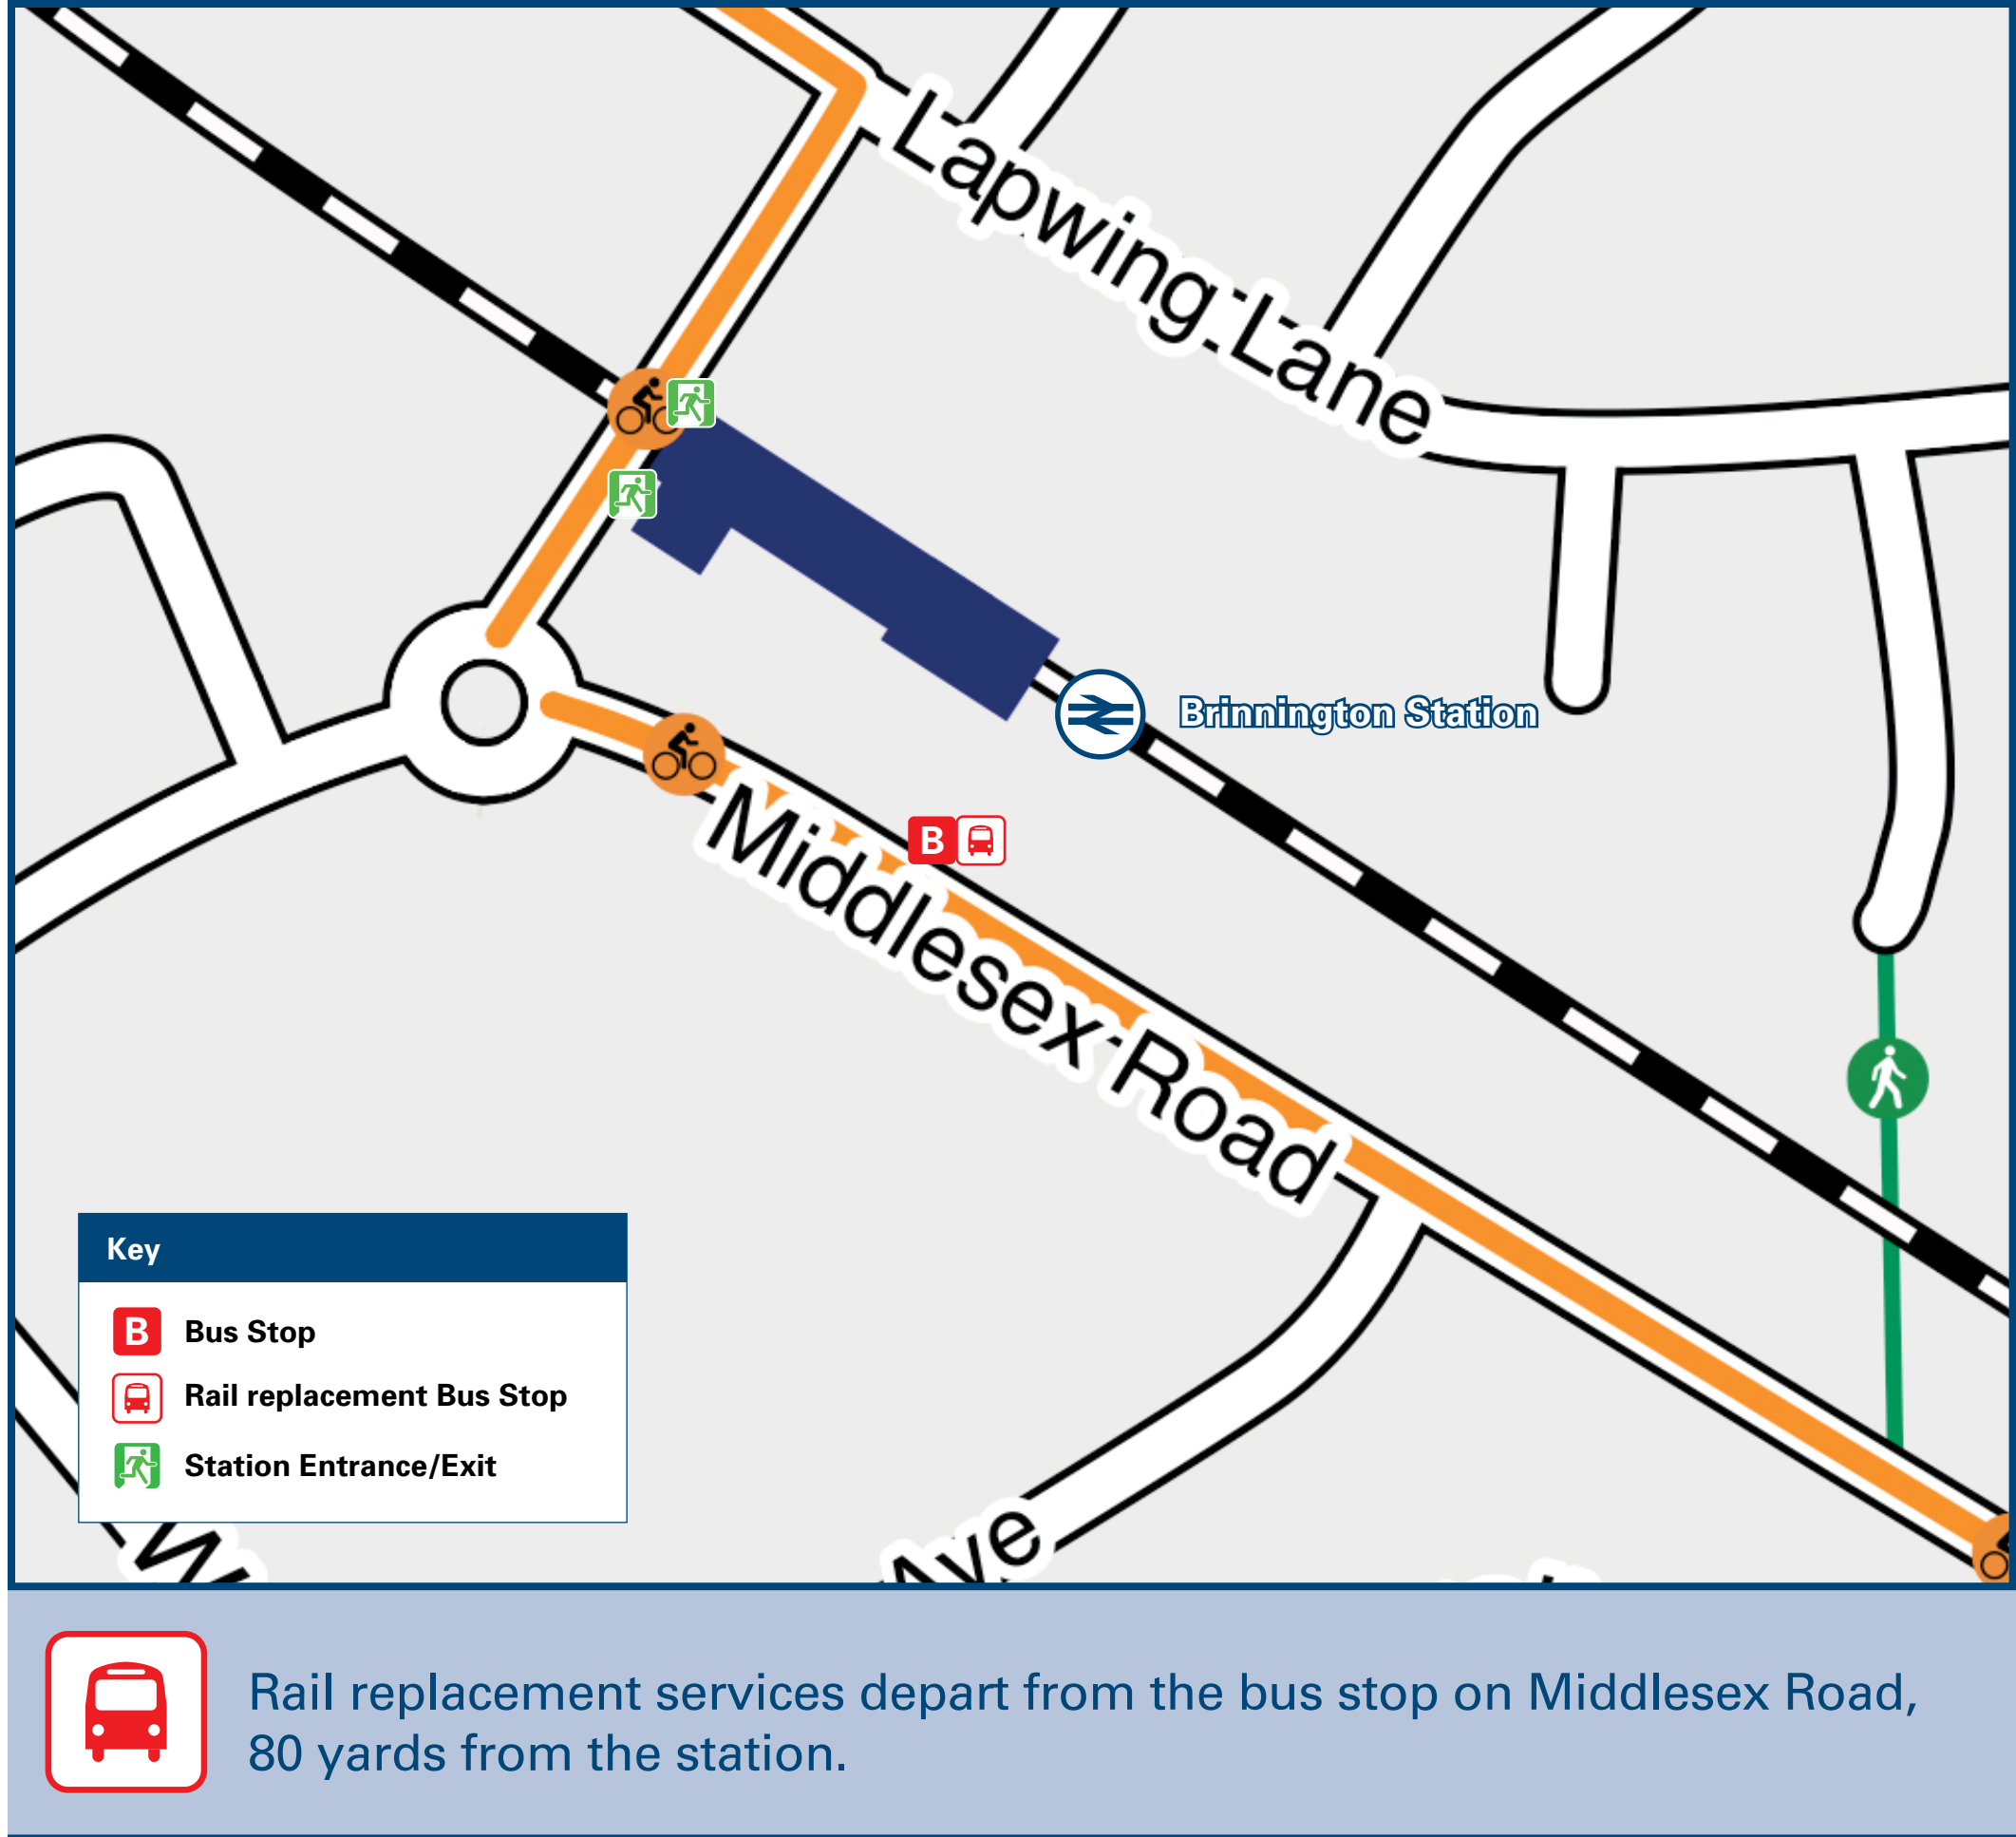 Lapwing Lane
Brinnington Station
B
Middlesex Road
Key
B Bus Stop
Rail replacement Bus Stop
Station Entrance/Exit
W
Ave
Rail replacement services depart from the bus stop on Middlesex Road,
80 yards from the station.